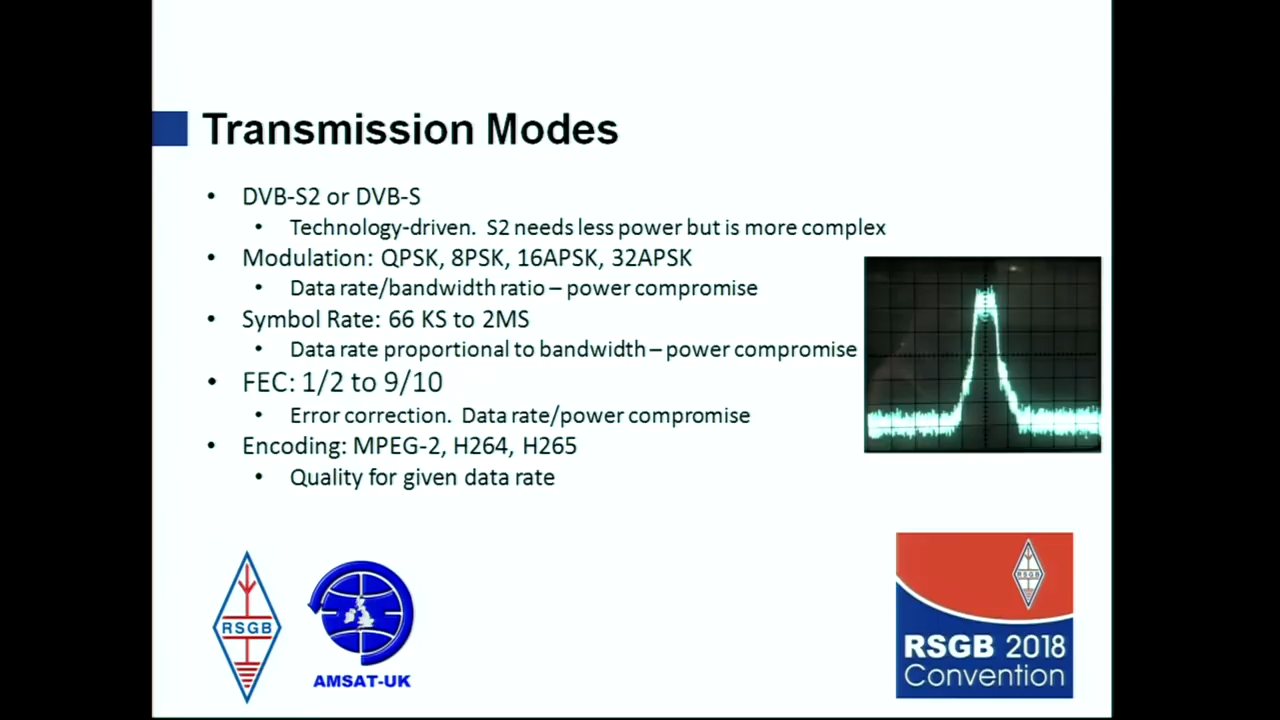 Transmission Modes
• DVB-S2 or DVB-S
• Technology-driven. S2 needs less power but is more complex
• Modulation: QPSK, 8PSK, 16APSK, 32APSK
• Data rate/bandwidth ratio – power compromise
• Symbol Rate: 66 KS to 2MS
• Data rate proportional to bandwidth – power compromise
• FEC: 1/2 to 9/10
• Error correction. Data rate/power compromise
• Encoding: MPEG-2, H264, H265
• Quality for given data rate
RSGB
AMSAT-UK
RSGB
RSGB 2018
Convention